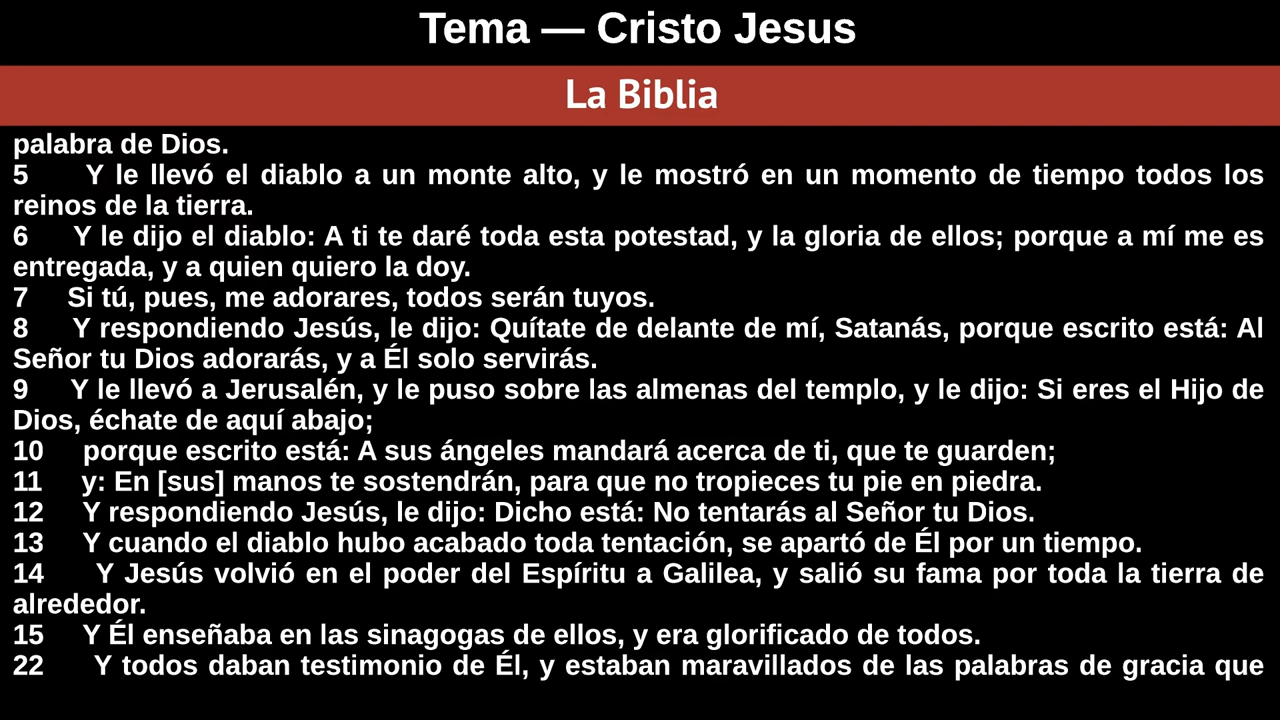 Tema — Cristo Jesus
La Biblia
palabra de Dios.
5 Y le llevó el diablo a un monte alto, y le mostró en un momento de tiempo todos los
reinos de la tierra.
6 Y le dijo el diablo: A ti te daré toda esta potestad, y la gloria de ellos; porque a mí me es
entregada, y a quien quiero la doy.
7 Si tú, pues, me adorares, todos serán tuyos.
8 Y respondiendo Jesús, le dijo: Quítate de delante de mí, Satanás, porque escrito está: Al
Señor tu Dios adorarás, y a Él solo servirás.
9 Y le llevó a Jerusalén, y le puso sobre las almenas del templo, y le dijo: Si eres el Hijo de
Dios, échate de aquí abajo;
10 porque escrito está: A sus ángeles mandará acerca de ti, que te guarden;
11 y: En [sus] manos te sostendrán, para que no tropieces tu pie en piedra.
12 Y respondiendo Jesús, le dijo: Dicho está: No tentarás al Señor tu Dios.
13 Y cuando el diablo hubo acabado toda tentación, se apartó de Él por un tiempo.
14 Y Jesús volvió en el poder del Espíritu a Galilea, y salió su fama por toda la tierra de
alrededor.
15 Y Él enseñaba en las sinagogas de ellos, y era glorificado de todos.
22 Y todos daban testimonio de Él, y estaban maravillados de las palabras de gracia que